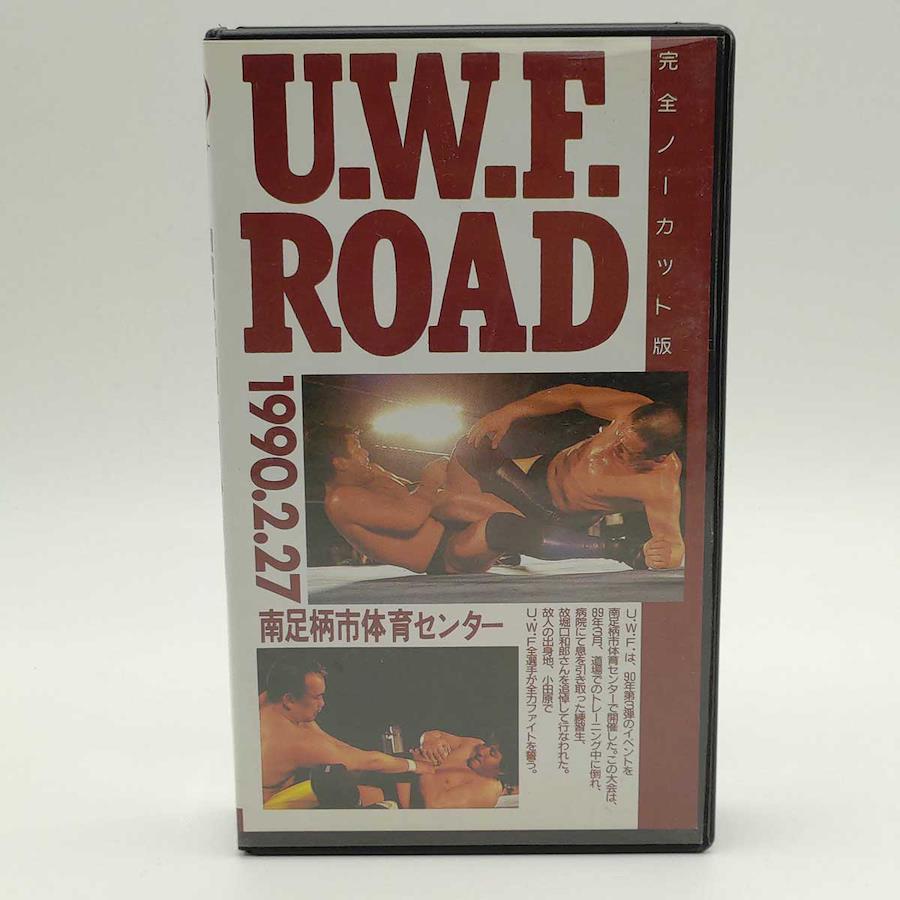 U.W.F.
ROAD
完全ノーカット版
1990.2.27
南足柄市体育センター
U.W.F.は、90年第3弾のイベントを
南足柄市体育センターで開催した。この大会は、
89年3月、道場でのトレーニング中に倒れ、
病院にて息を引き取った練習生、
故堀口和郎さんを追悼して行なわれた。
故人の出身地、小田原で
U.W.F.全選手が全力ファイトを誓う。